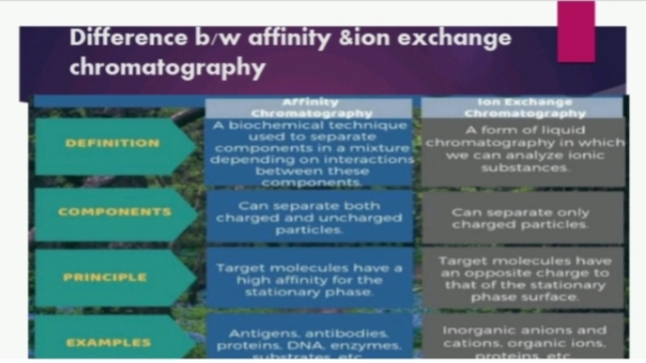 Difference b/w affinity &ion exchange
chromatography
Affinity
Chromatography
Ion Exchange
Chromatography
DEFINITION
A biochemical technique
used to separate
components in a mixture
depending on interactions
between these
components.
A form of liquid
chromatography in which
we can analyze ionic
substances.
COMPONENTS
Can separate both
charged and uncharged
particles.
Can separate only
charged particles.
PRINCIPLE
Target molecules have a
high affinity for the
stationary phase.
Target molecules have
an opposite charge to
that of the stationary
phase surface.
EXAMPLES
Antigens, antibodies,
proteins, DNA, enzymes,
substrates, etc.
Inorganic anions and
cations, organic ions,
proteins, etc.